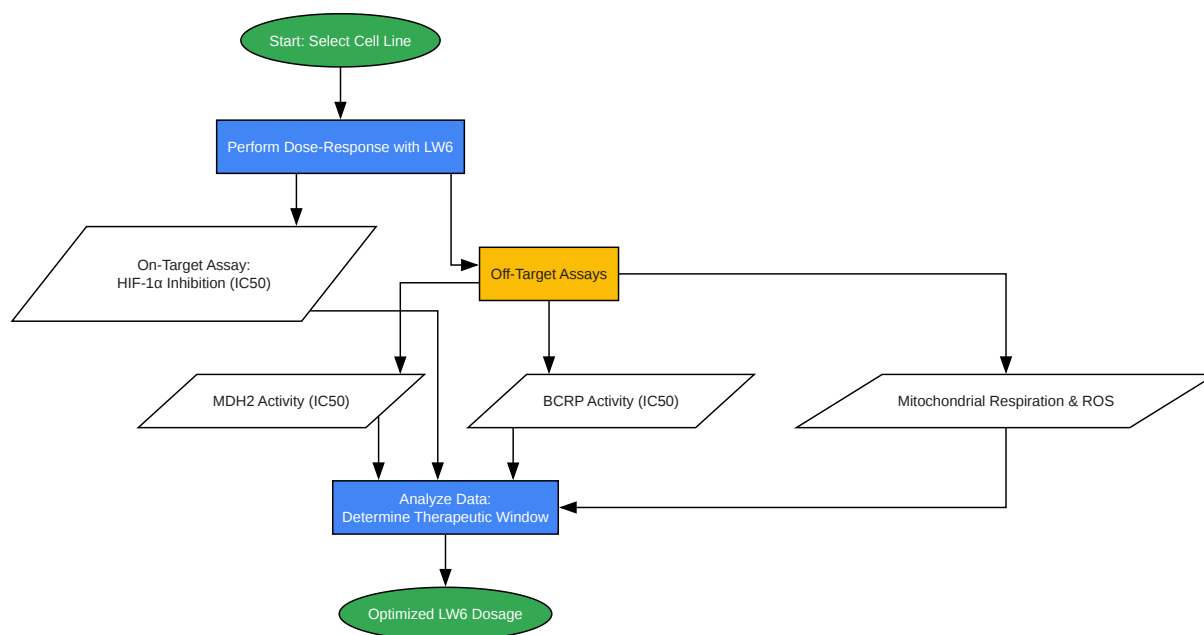 Start: Select Cell Line
Perform Dose-Response with LW6
On-Target Assay:
HIF-1α Inhibition (IC50)
Off-Target Assays
MDH2 Activity (IC50)
BCRP Activity (IC50)
Mitochondrial Respiration & ROS
Analyze Data:
Determine Therapeutic Window
Optimized LW6 Dosage